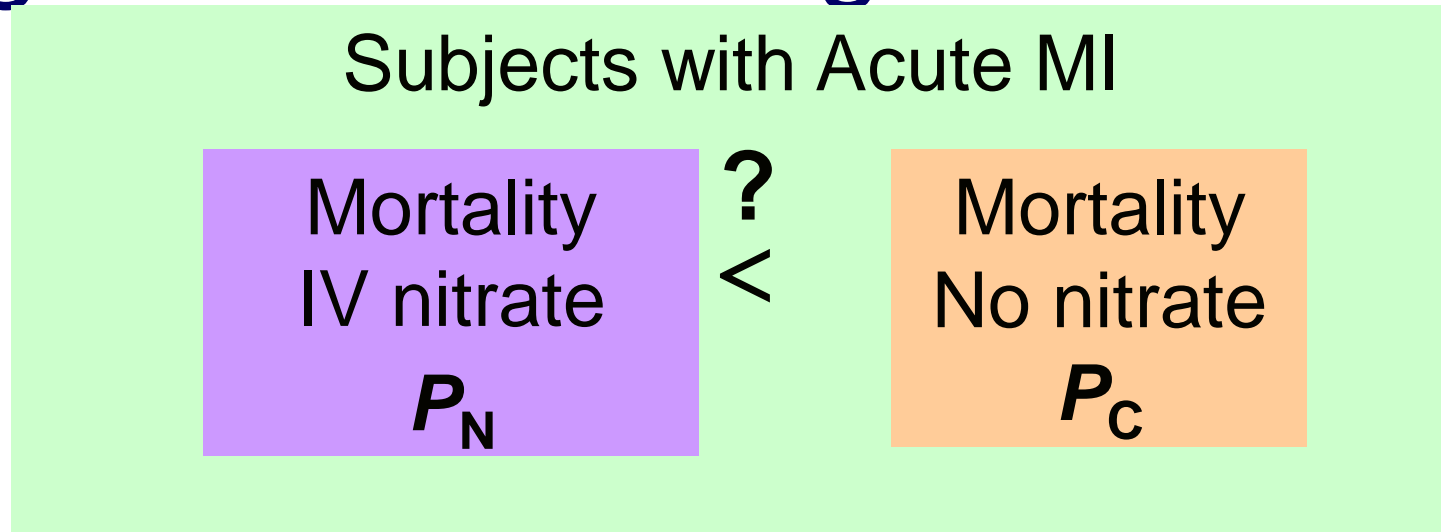 Subjects with Acute MI
Mortality
IV nitrate
P_N
?
<
Mortality
No nitrate
P_C